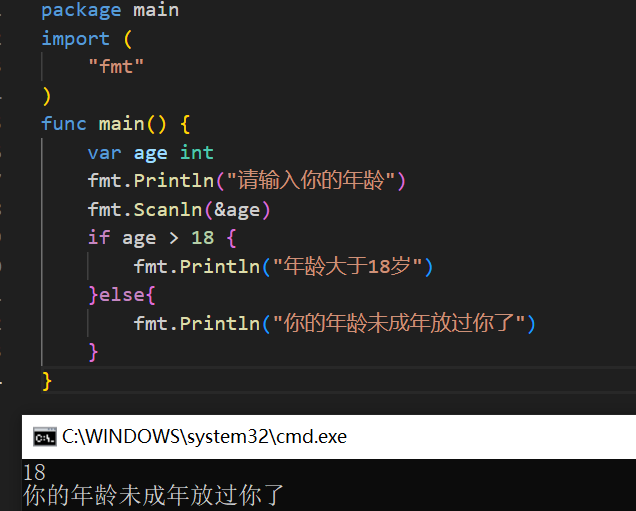 package main
import (
    "fmt"
)
func main() {
    var age int
    fmt.Println("请输入你的年龄")
    fmt.Scanln(&age)
    if age > 18 {
        fmt.Println("年龄大于18岁")
    }else{
        fmt.Println("你的年龄未成年放过你了")
    }
}
C:\WINDOWS\system32\cmd.exe
18
你的年龄未成年放过你了